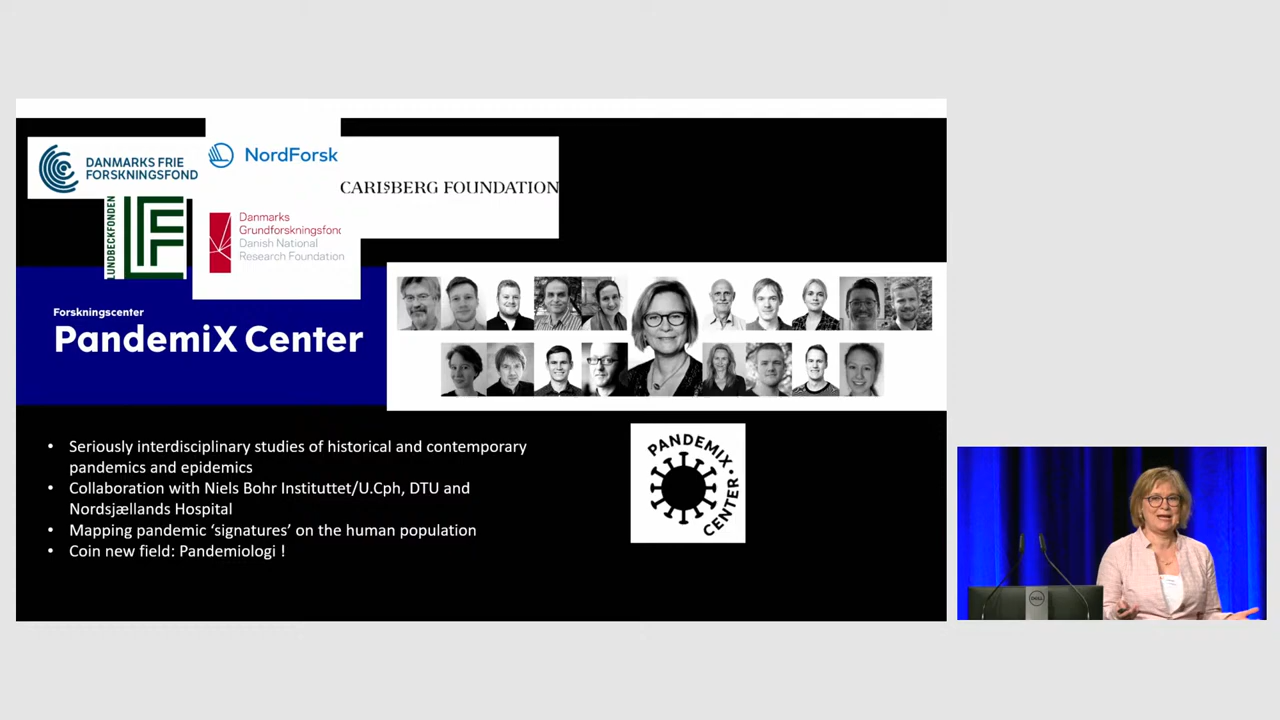 DANMARKS FRIE
FORSKNINGSFOND
NordForsk
CARLSBERG FOUNDATION
LUNDBECKFONDEN
Danmarks
Grundforskningsfond
Danish National
Research Foundation
Forskningscenter
PandemiX Center
• Seriously interdisciplinary studies of historical and contemporary
pandemics and epidemics
• Collaboration with Niels Bohr Instituttet/U.Cph, DTU and
Nordsjællands Hospital
• Mapping pandemic ‘signatures’ on the human population
• Coin new field: Pandemiologi !
PANDEMIX • CENTER
DELL